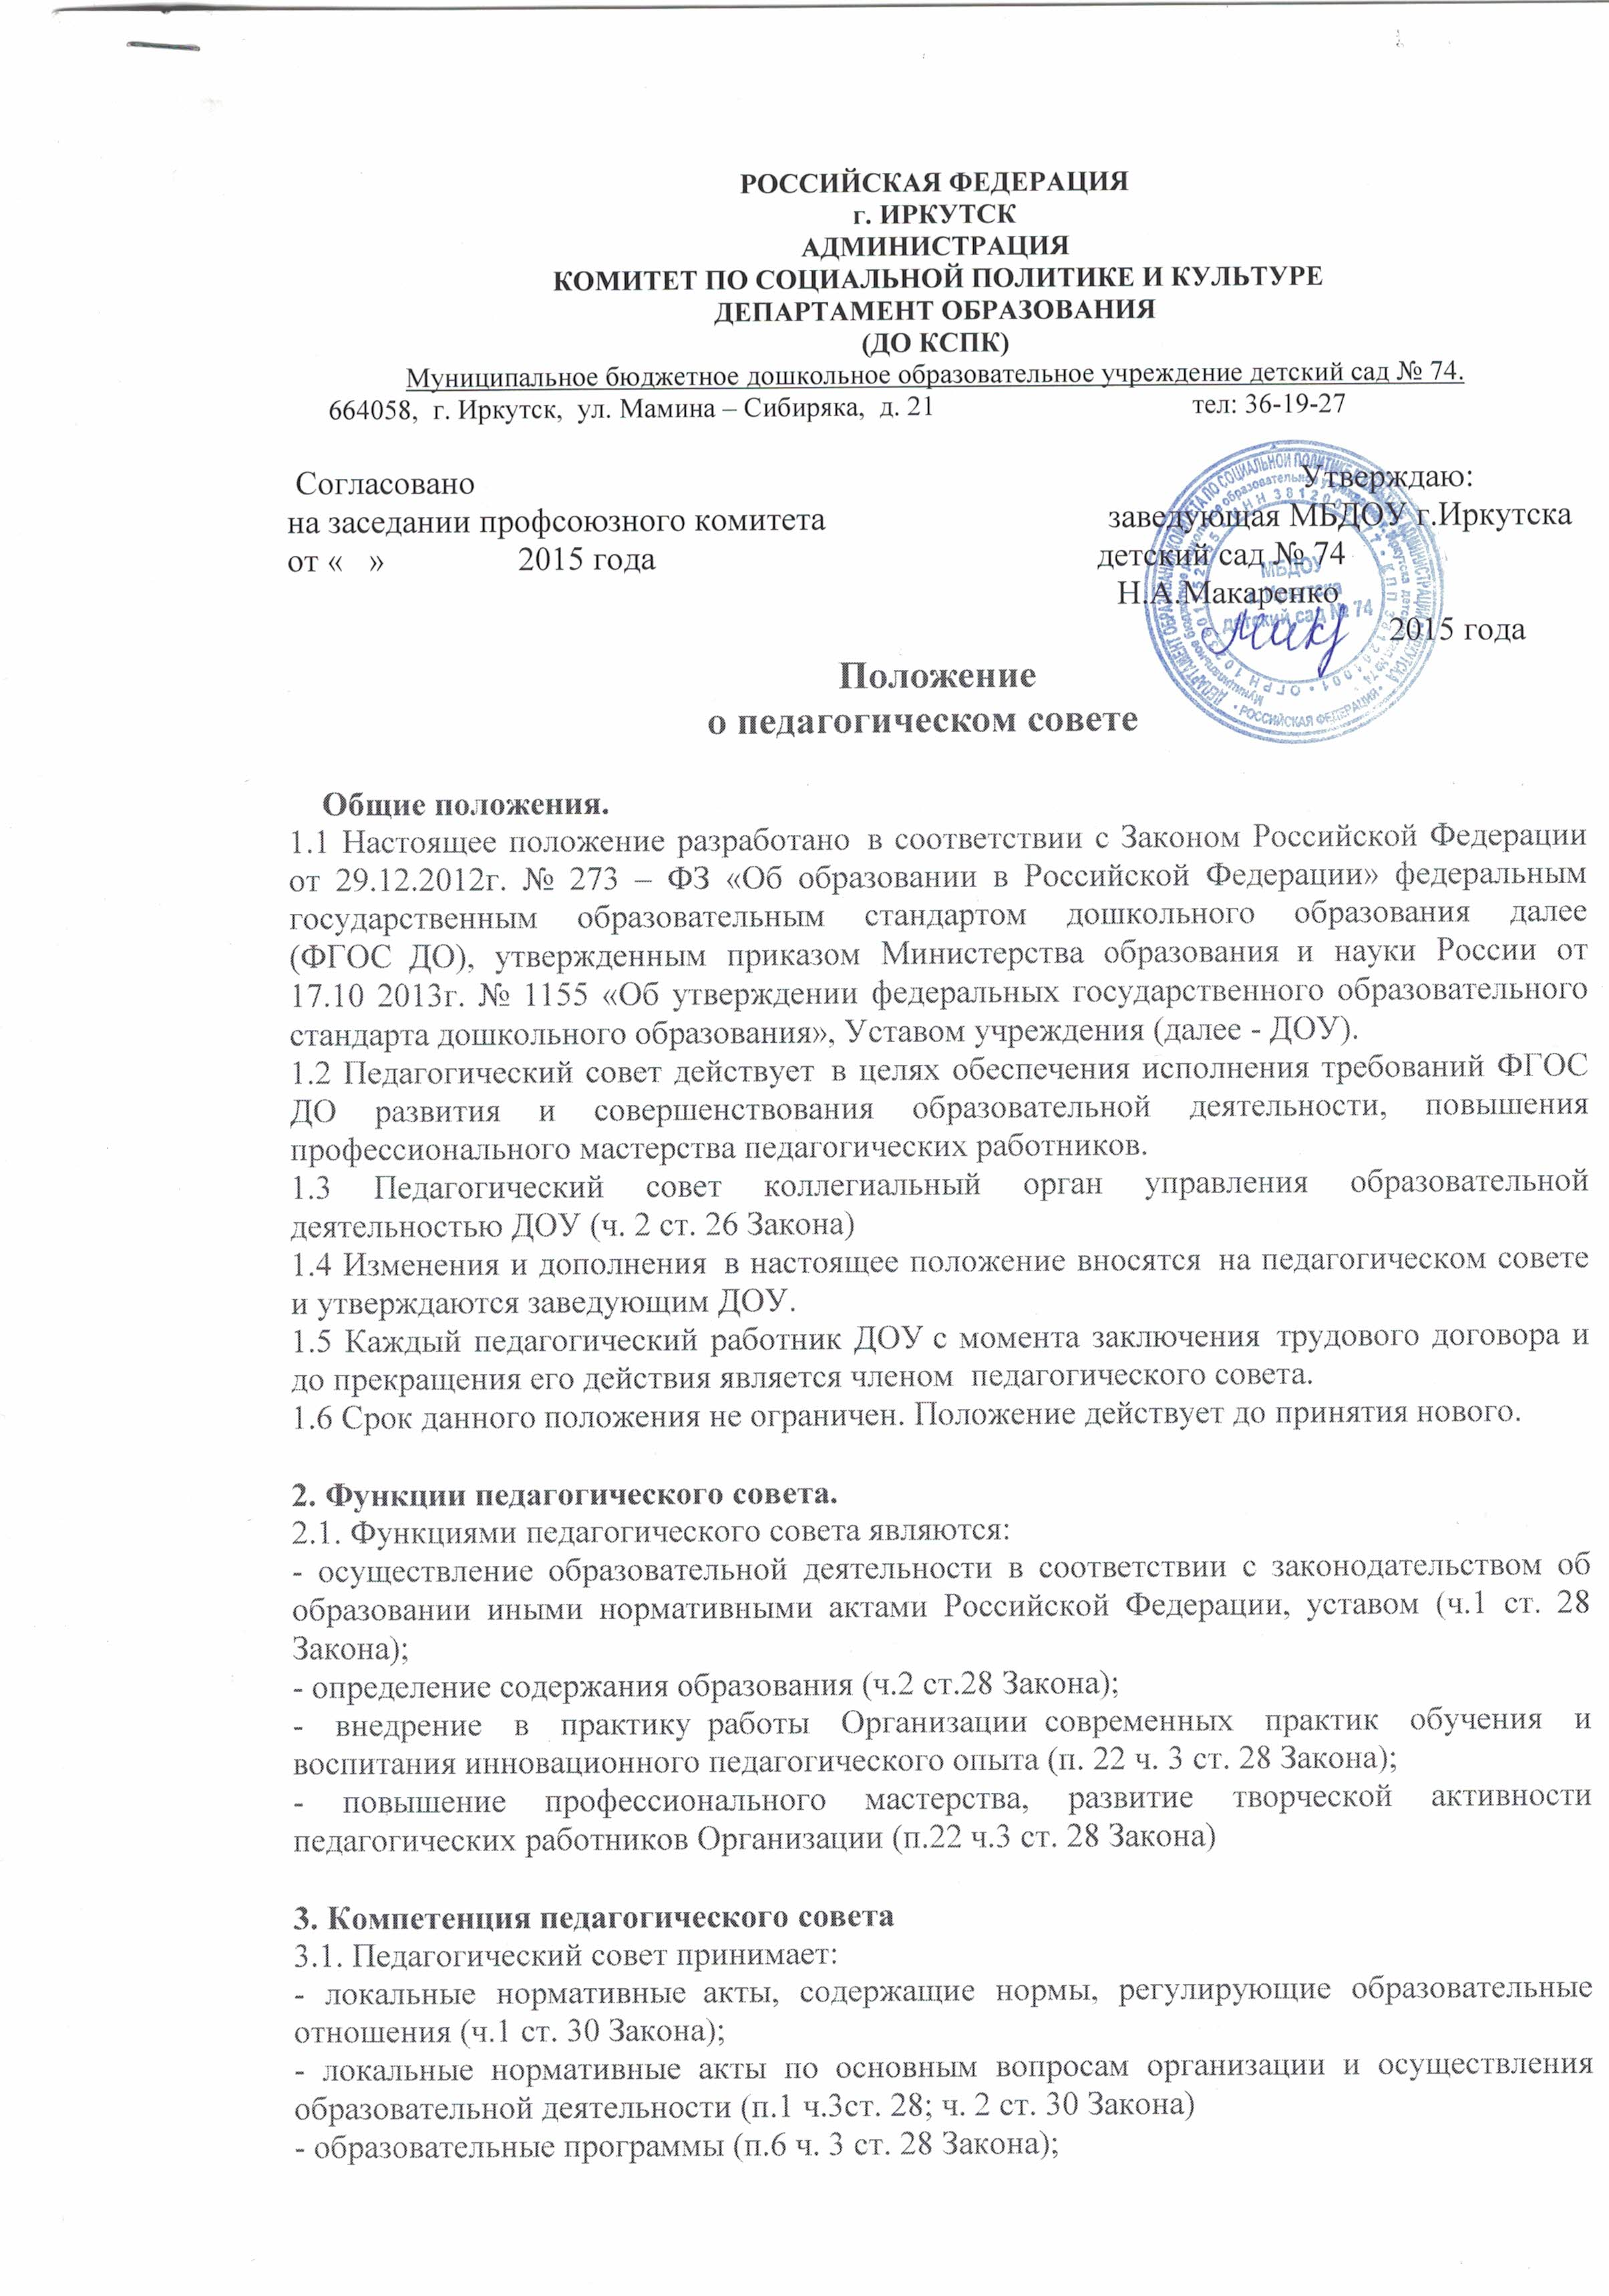 РОССИЙСКАЯ ФЕДЕРАЦИЯ
г. ИРКУТСК
АДМИНИСТРАЦИЯ
КОМИТЕТ ПО СОЦИАЛЬНОЙ ПОЛИТИКЕ И КУЛЬТУРЕ
ДЕПАРТАМЕНТ ОБРАЗОВАНИЯ
(ДО КСПК)
Муниципальное бюджетное дошкольное образовательное учреждение детский сад № 74.
664058, г. Иркутск, ул. Мамина – Сибиряка, д. 21 тел: 36-19-27
Согласовано Утверждаю:
на заседании профсоюзного комитета заведующая МБДОУ г.Иркутска
от « » 2015 года детский сад № 74
Н.А.Макаренко
2015 года
МБДОУ
детский сад № 74
• РОССИЙСКАЯ ФЕДЕРАЦИЯ •
Положение
о педагогическом совете
Общие положения.
1.1 Настоящее положение разработано в соответствии с Законом Российской Федерации
от 29.12.2012г. № 273 – ФЗ «Об образовании в Российской Федерации» федеральным
государственным образовательным стандартом дошкольного образования далее
(ФГОС ДО), утвержденным приказом Министерства образования и науки России от
17.10 2013г. № 1155 «Об утверждении федеральных государственного образовательного
стандарта дошкольного образования», Уставом учреждения (далее - ДОУ).
1.2 Педагогический совет действует в целях обеспечения исполнения требований ФГОС
ДО развития и совершенствования образовательной деятельности, повышения
профессионального мастерства педагогических работников.
1.3 Педагогический совет коллегиальный орган управления образовательной
деятельностью ДОУ (ч. 2 ст. 26 Закона)
1.4 Изменения и дополнения в настоящее положение вносятся на педагогическом совете
и утверждаются заведующим ДОУ.
1.5 Каждый педагогический работник ДОУ с момента заключения трудового договора и
до прекращения его действия является членом педагогического совета.
1.6 Срок данного положения не ограничен. Положение действует до принятия нового.
2. Функции педагогического совета.
2.1. Функциями педагогического совета являются:
- осуществление образовательной деятельности в соответствии с законодательством об
образовании иными нормативными актами Российской Федерации, уставом (ч.1 ст. 28
Закона);
- определение содержания образования (ч.2 ст.28 Закона);
- внедрение в практику работы Организации современных практик обучения и
воспитания инновационного педагогического опыта (п. 22 ч. 3 ст. 28 Закона);
- повышение профессионального мастерства, развитие творческой активности
педагогических работников Организации (п.22 ч.3 ст. 28 Закона)
3. Компетенция педагогического совета
3.1. Педагогический совет принимает:
- локальные нормативные акты, содержащие нормы, регулирующие образовательные
отношения (ч.1 ст. 30 Закона);
- локальные нормативные акты по основным вопросам организации и осуществления
образовательной деятельности (п.1 ч.3ст. 28; ч. 2 ст. 30 Закона)
- образовательные программы (п.6 ч. 3 ст. 28 Закона);